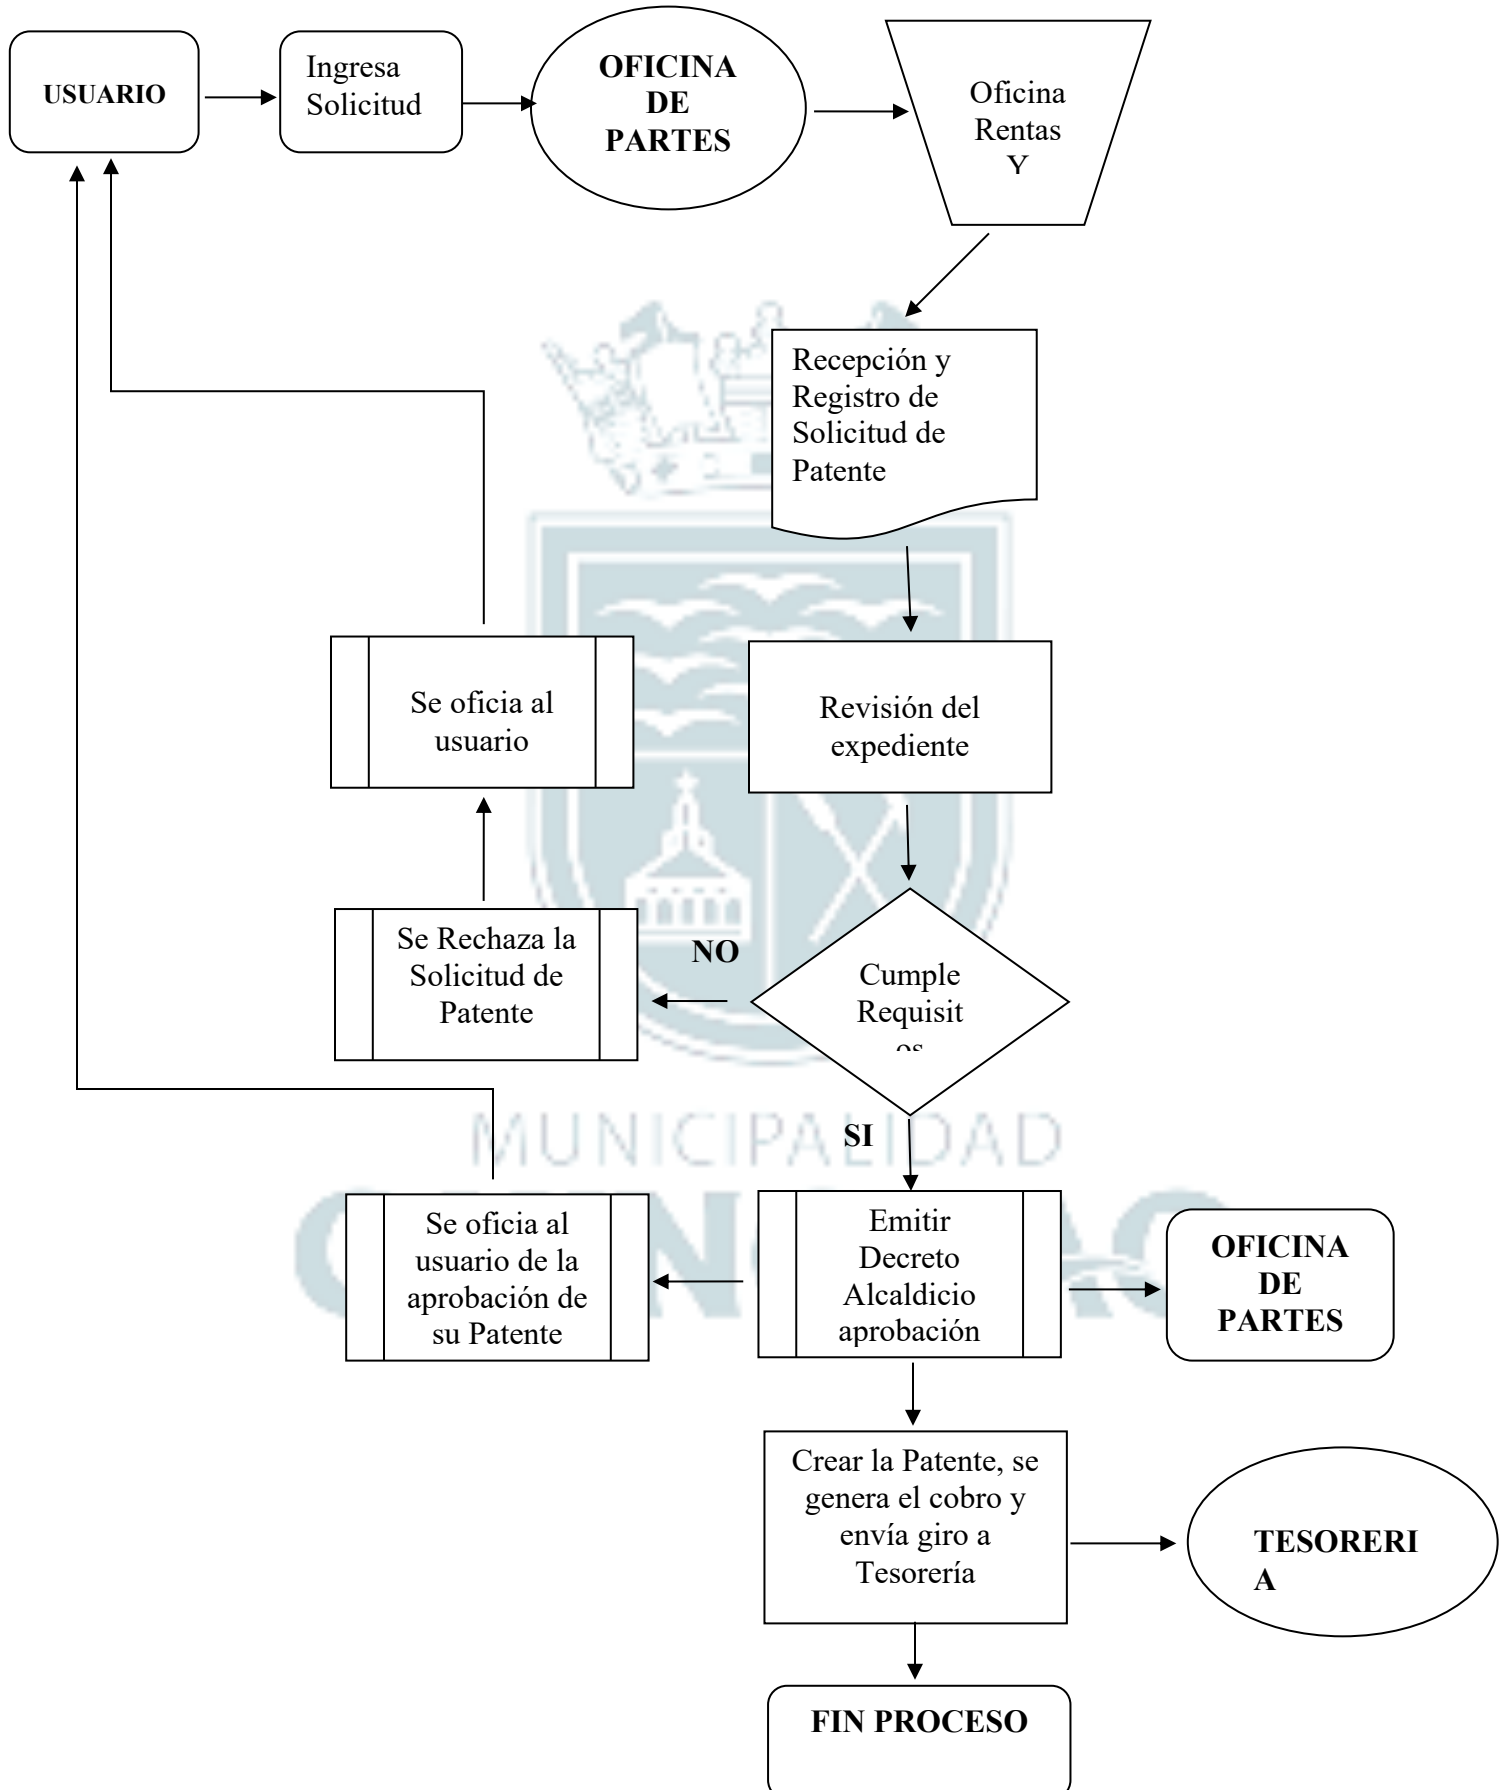 USUARIO
Ingresa
Solicitud
OFICINA
DE
PARTES
Oficina
Rentas
Y
Recepción y
Registro de
Solicitud de
Patente
Se oficia al
usuario
Revisión del
expediente
Se Rechaza la
Solicitud de
Patente
NO
Cumple
Requisit
os
SI
MUNICIPALIDAD
Se oficia al
usuario de la
aprobación de
su Patente
Emitir
Decreto
Alcaldicio
aprobación
OFICINA
DE
PARTES
Crear la Patente, se
genera el cobro y
envía giro a
Tesorería
TESORERI
A
FIN PROCESO